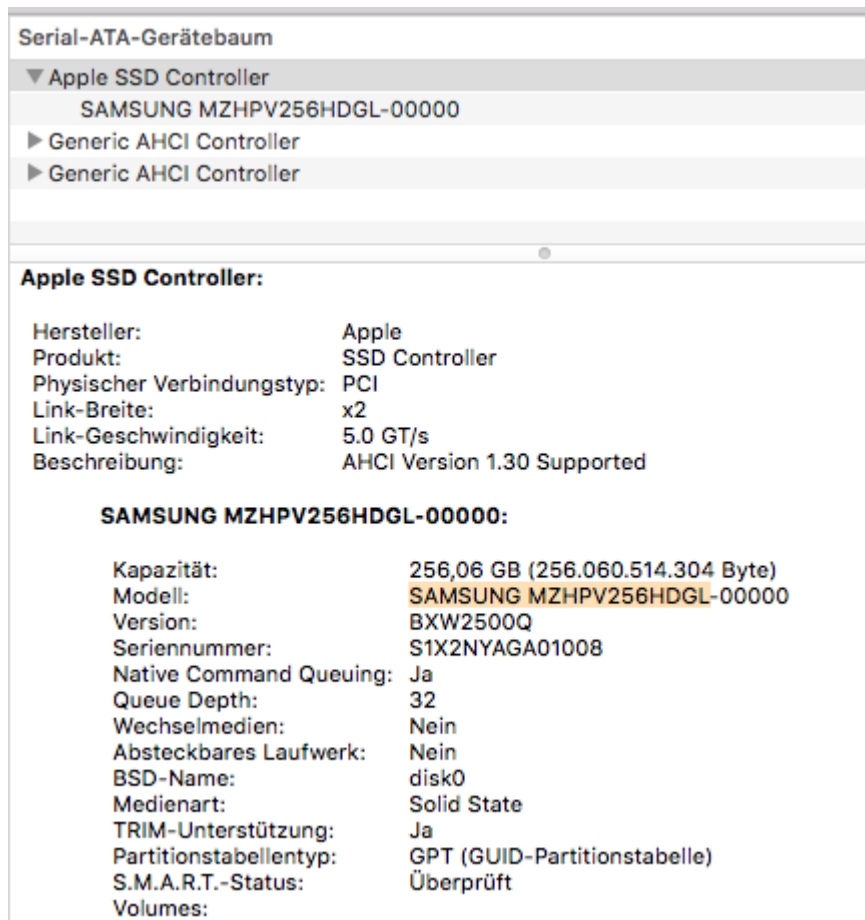 Serial-ATA-Gerätebaum
Apple SSD Controller
SAMSUNG MZHPV256HDGL-00000
Generic AHCI Controller
Generic AHCI Controller
Apple SSD Controller:
Hersteller: Apple
Produkt: SSD Controller
Physischer Verbindungstyp: PCI
Link-Breite: x2
Link-Geschwindigkeit: 5.0 GT/s
Beschreibung: AHCI Version 1.30 Supported
SAMSUNG MZHPV256HDGL-00000:
Kapazität: 256,06 GB (256.060.514.304 Byte)
Modell: SAMSUNG MZHPV256HDGL-00000
Version: BXW2500Q
Seriennummer: S1X2NYAGA01008
Native Command Queuing: Ja
Queue Depth: 32
Wechselmedien: Nein
Absteckbares Laufwerk: Nein
BSD-Name: disk0
Medienart: Solid State
TRIM-Unterstützung: Ja
Partitionstabellentyp: GPT (GUID-Partitionstabelle)
S.M.A.R.T.-Status: Überprüft
Volumes: